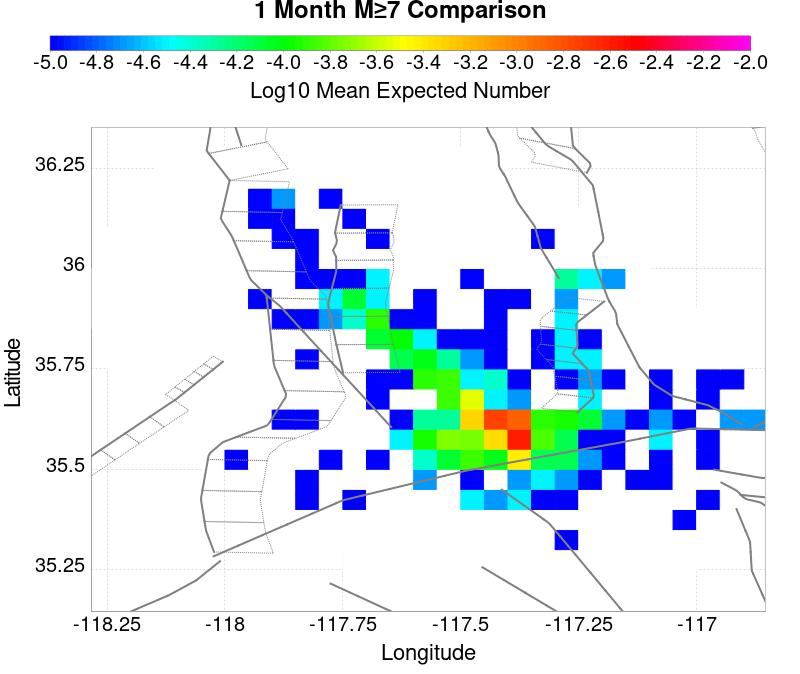 1 Month M≥7 Comparison
-5.0 -4.8 -4.6 -4.4 -4.2 -4.0 -3.8 -3.6 -3.4 -3.2 -3.0 -2.8 -2.6 -2.4 -2.2 -2.0
Log10 Mean Expected Number
36.25
36
35.75
35.5
35.25
Latitude
-118.25 -118 -117.75 -117.5 -117.25 -117
Longitude